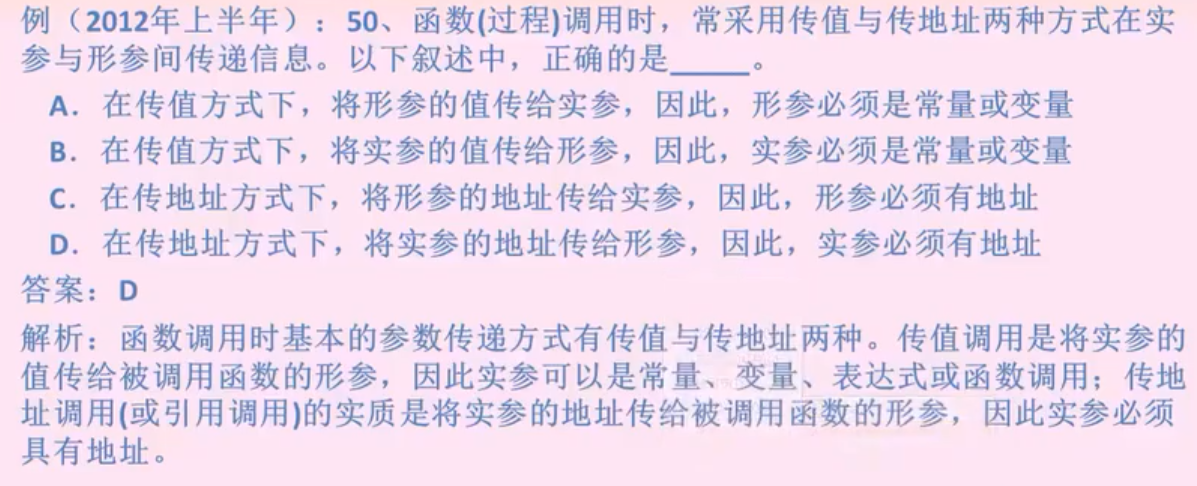 例（2012年上半年）：50、函数(过程)调用时，常采用传值与传地址两种方式在实
参与形参间传递信息。以下叙述中，正确的是_____。
A. 在传值方式下，将形参的值传给实参，因此，形参必须是常量或变量
B. 在传值方式下，将实参的值传给形参，因此，实参必须是常量或变量
C. 在传地址方式下，将形参的地址传给实参，因此，形参必须有地址
D. 在传地址方式下，将实参的地址传给形参，因此，实参必须有地址
答案：D
解析：函数调用时基本的参数传递方式有传值与传地址两种。传值调用是将实参的
值传给被调用函数的形参，因此实参可以是常量、变量、表达式或函数调用；传地
址调用(或引用调用)的实质是将实参的地址传给被调用函数的形参，因此实参必须
具有地址。